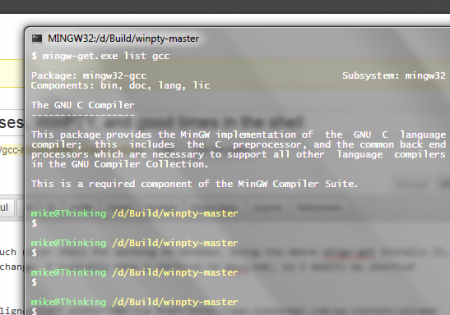 MINGW32:/d/Build/winpty-master
$ mingw-get.exe list gcc
Package: mingw32-gcc Subsystem: mingw32
Components: bin, doc, lang, lic
The GNU C Compiler
------------------
This package provides the MinGW implementation of the GNU C language
compiler; this includes the C preprocessor, and the common back end
processors which are necessary to support all other language compilers
in the GNU Compiler Collection.
This is a required component of the MinGW Compiler Suite.
mike@Thinking /d/Build/winpty-master
$
mike@Thinking /d/Build/winpty-master
$
mike@Thinking /d/Build/winpty-master
$
mike@Thinking /d/Build/winpty-master
$